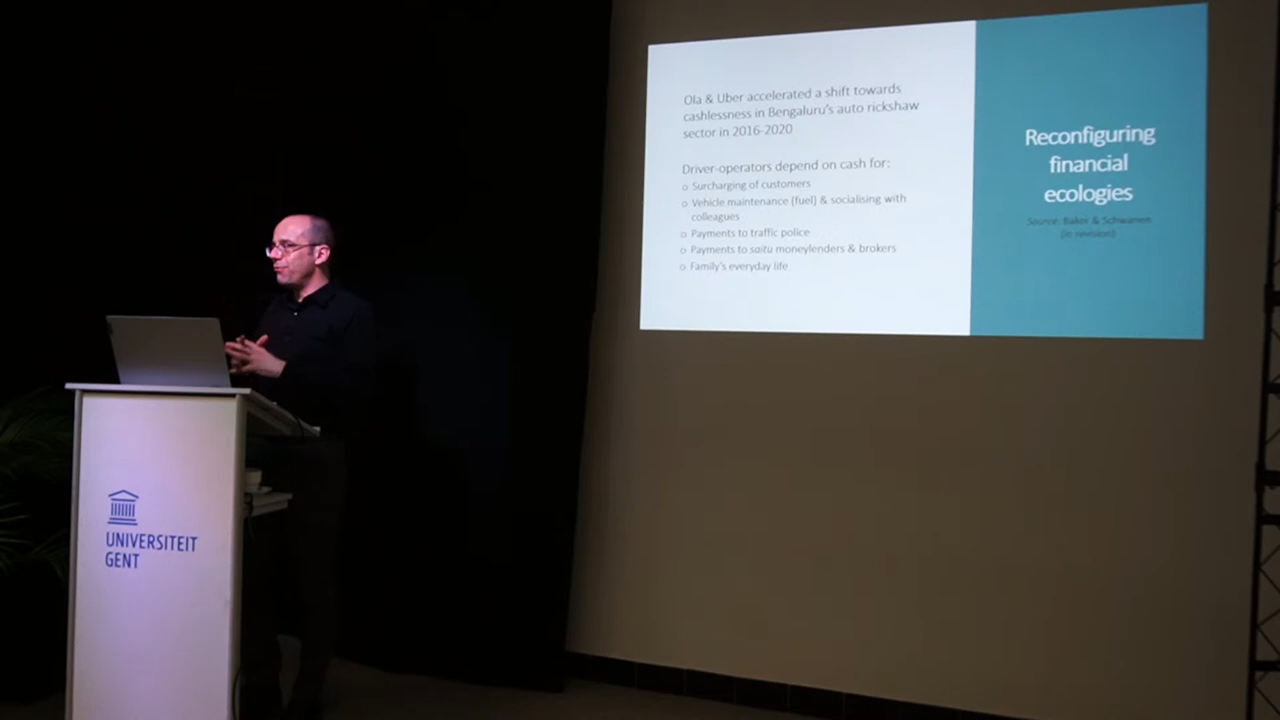 Ola & Uber accelerated a shift towards
cashlessness in Bengaluru's auto rickshaw
sector in 2016-2020
Driver-operators depend on cash for:
o Surcharging of customers
o Vehicle maintenance (fuel) & socialising with
colleagues
o Payments to traffic police
o Payments to saitu moneylenders & brokers
o Family's everyday life
Reconfiguring
financial
ecologies
Source: Baker & Schwanen
(in revision)
UNIVERSITEIT
GENT